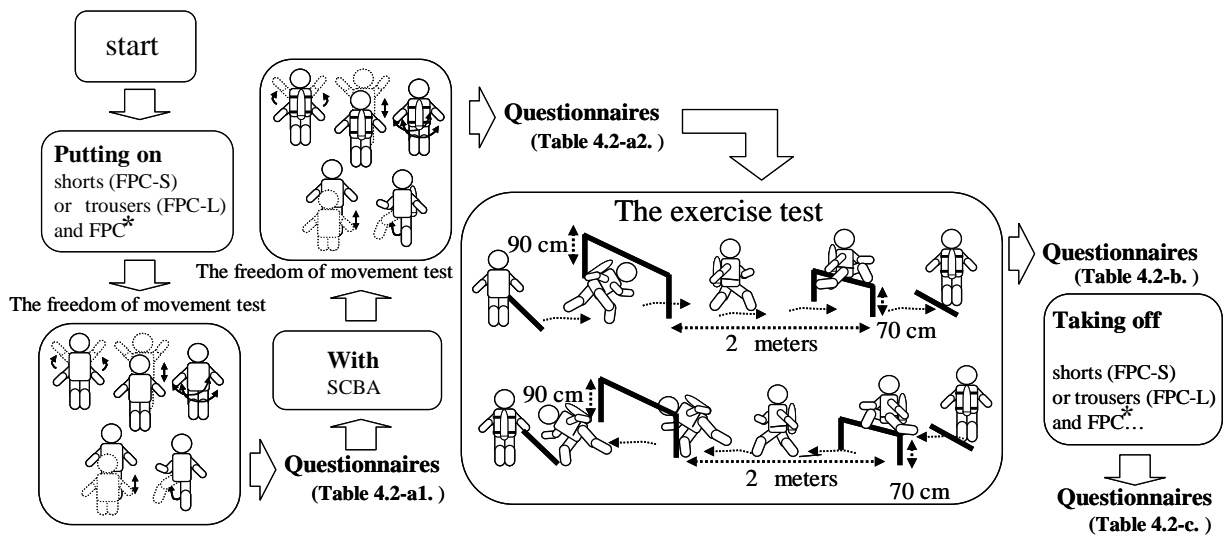 start
Putting on
shorts (FPC-S)
or trousers (FPC-L)
and FPC*
The freedom of movement test
Questionnaires
(Table 4.2-a1. )
With
SCBA
The freedom of movement test
Questionnaires
(Table 4.2-a2. )
The exercise test
90 cm
2 meters
70 cm
90 cm
2 meters
70 cm
Questionnaires
(Table 4.2-b. )
Taking off
shorts (FPC-S)
or trousers (FPC-L)
and FPC*…
Questionnaires
(Table 4.2-c. )